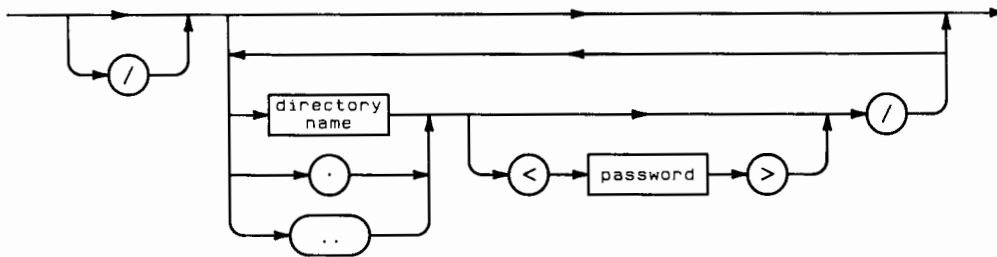 /
directory
name
/
.
< password >
..